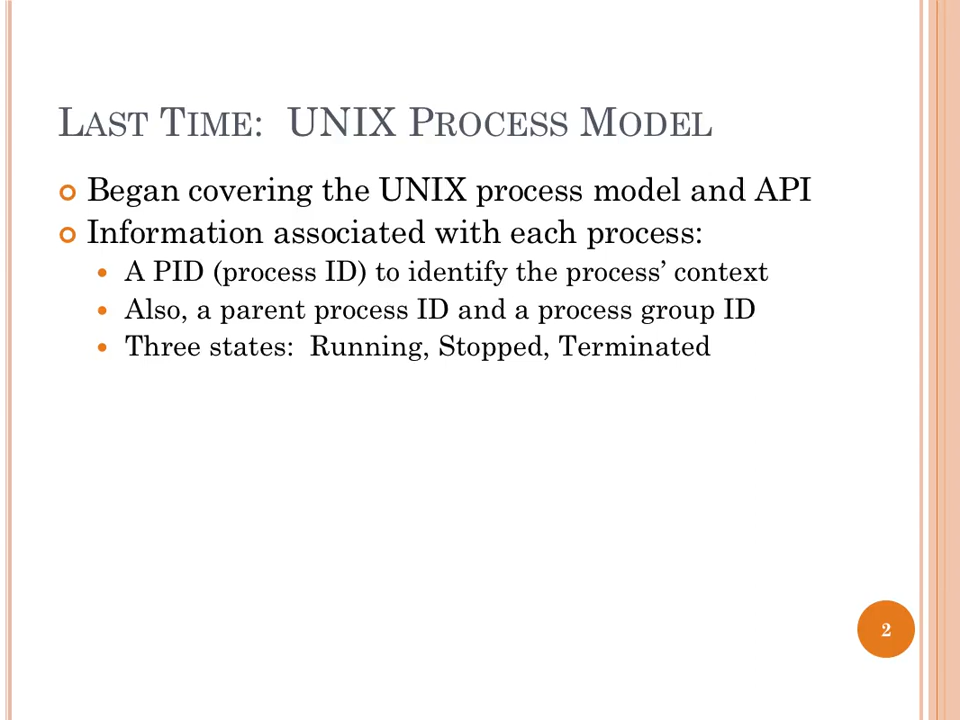 LAST TIME: UNIX PROCESS MODEL
Began covering the UNIX process model and API
Information associated with each process:
A PID (process ID) to identify the process’ context
Also, a parent process ID and a process group ID
Three states: Running, Stopped, Terminated
2